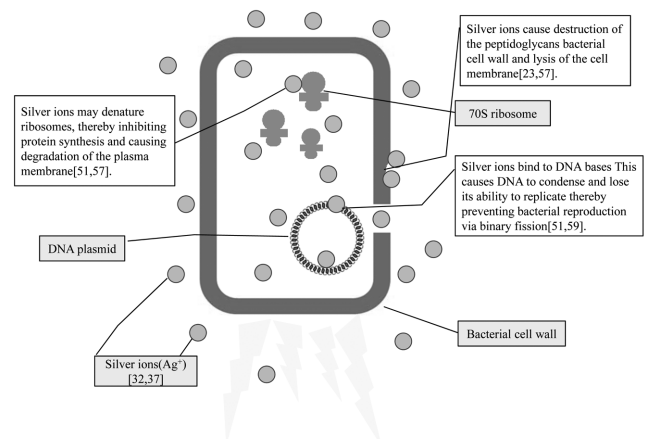 Silver ions cause destruction of
the peptidoglycans bacterial
cell wall and lysis of the cell
membrane[23,57].
Silver ions may denature
ribosomes, thereby inhibiting
protein synthesis and causing
degradation of the plasma
membrane[51,57].
70S ribosome
Silver ions bind to DNA bases This
causes DNA to condense and lose
its ability to replicate thereby
preventing bacterial reproduction
via binary fission[51,59].
DNA plasmid
Bacterial cell wall
Silver ions(Ag⁺)
[32,37]